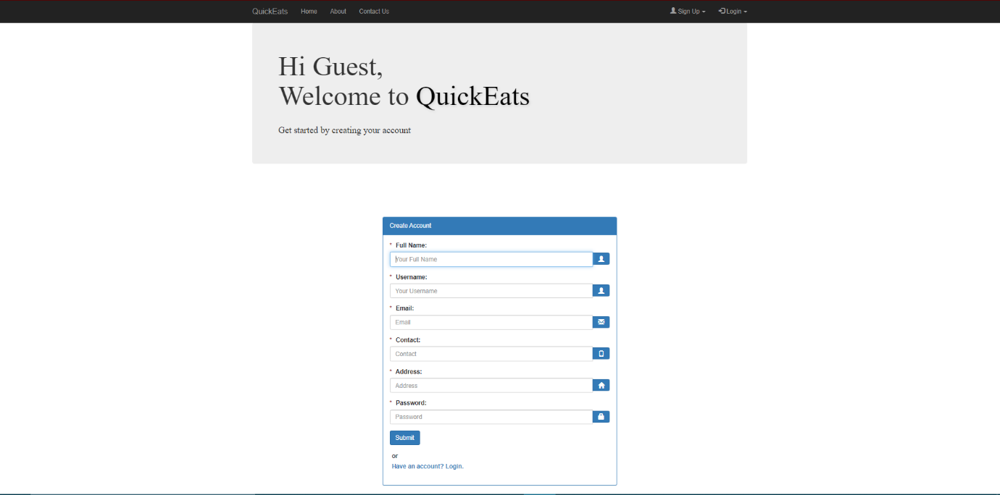 QuickEats Home About Contact Us Sign Up Login
Hi Guest,
Welcome to QuickEats
Get started by creating your account
Create Account
* Full Name:
Your Full Name
* Username:
Your Username
* Email:
Email
* Contact:
Contact
* Address:
Address
* Password:
Password
Submit
or
Have an account? Login.